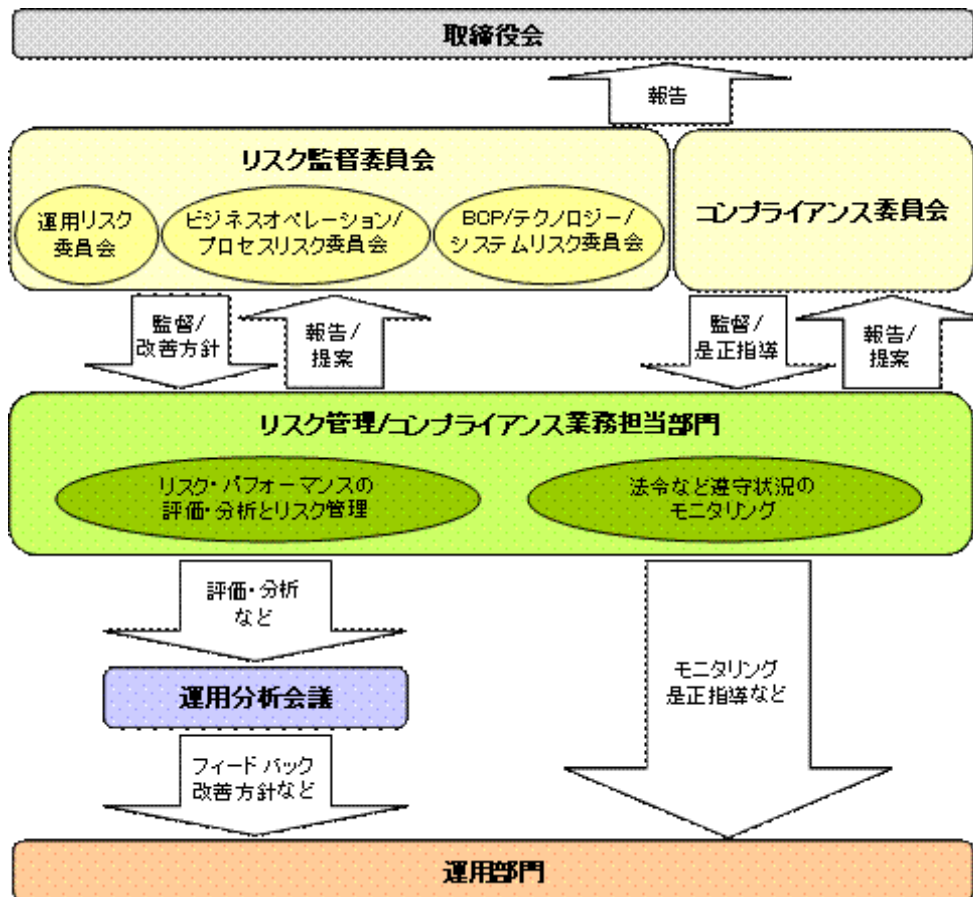 取締役会
報告
リスク監督委員会
運用リスク
委員会
ビジネスオペレーション/
プロセスリスク委員会
BCP/テクノロジー/
システムリスク委員会
コンプライアンス委員会
監督/
改善方針
報告/
提案
監督/
是正指導
報告/
提案
リスク管理/コンプライアンス業務担当部門
リスク・パフォーマンスの
評価・分析とリスク管理
法令など遵守状況の
モニタリング
評価・分析
など
運用分析会議
フィードバック
改善方針など
モニタリング
是正指導など
運用部門